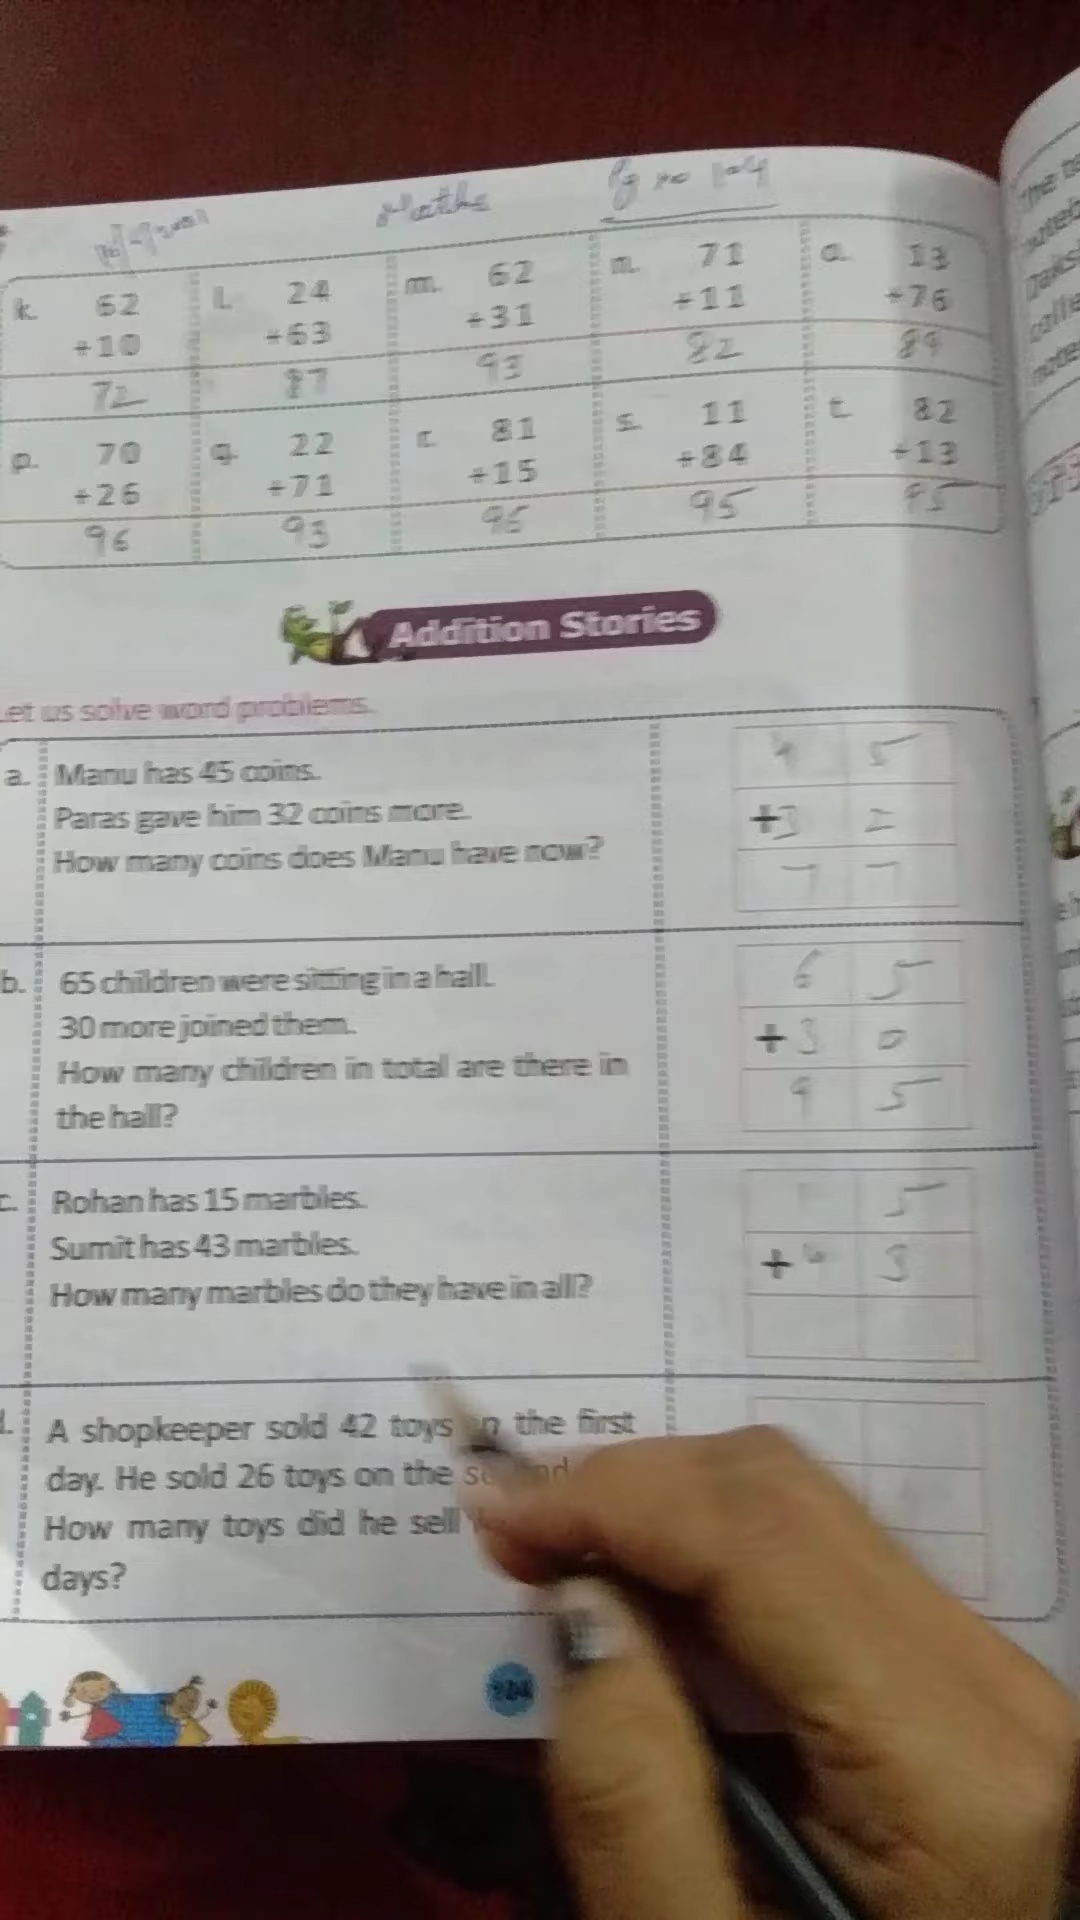 Maths Pg no 104
k. 62 l. 24 m. 62 n. 71 o. 13
+10 +63 +31 +11 +76
72 87 93 82 89
p. 70 q. 22 r. 81 s. 11 t. 82
+26 +71 +15 +84 +13
96 93 96 95 95
Addition Stories
Let us solve word problems.
a. Manu has 45 coins.
Paras gave him 32 coins more.
How many coins does Manu have now?
4 5
+3 2
7 7
b. 65 children were sitting in a hall.
30 more joined them.
How many children in total are there in
the hall?
6 5
+3 0
9 5
c. Rohan has 15 marbles.
Sumit has 43 marbles.
How many marbles do they have in all?
1 5
+4 3
d. A shopkeeper sold 42 toys on the first
day. He sold 26 toys on the
How many toys did he sell
days?
104